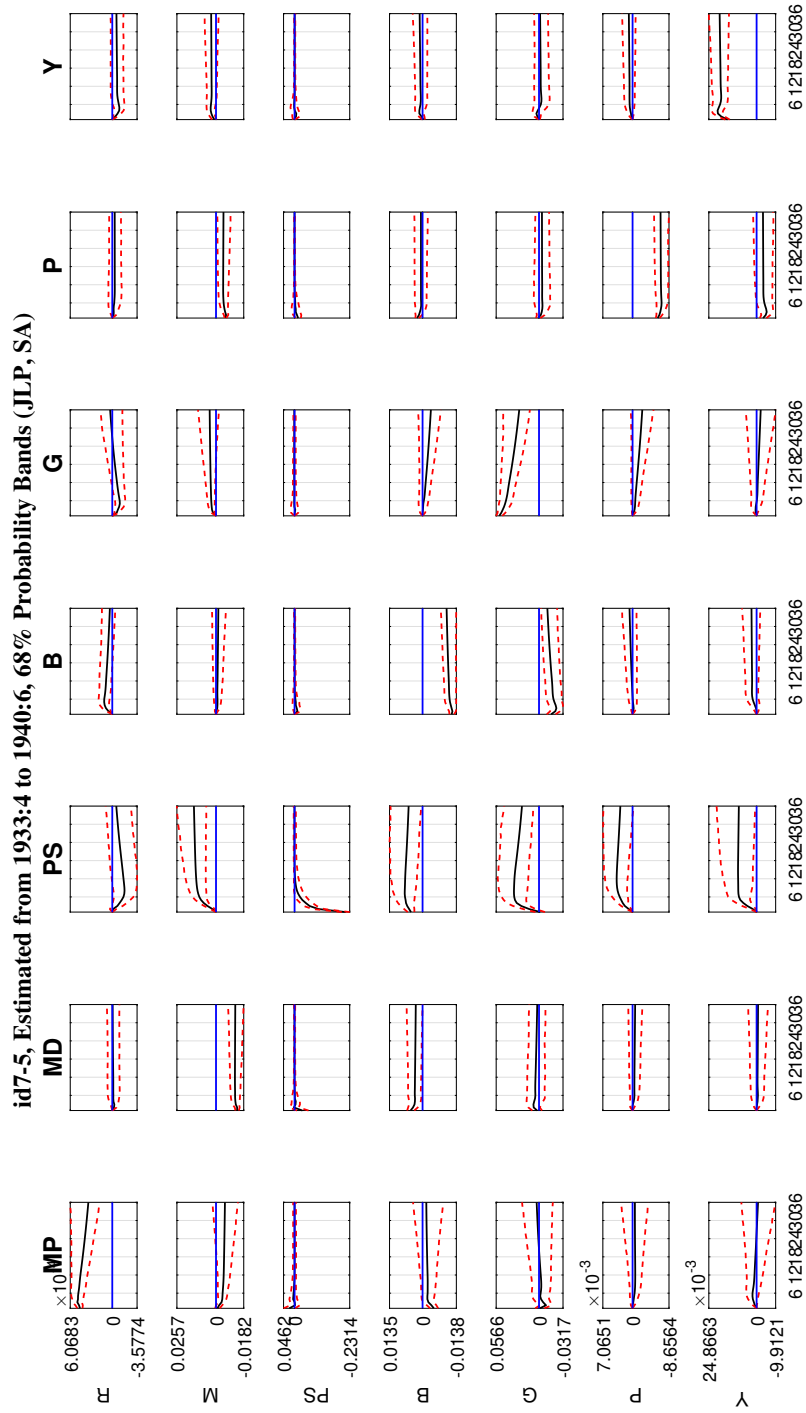 id7-5, Estimated from 1933:4 to 1940:6, 68% Probability Bands (JLP, SA)
MP MD PS B G P Y
×10
6.0683
R 0
-3.5774
0.0257
M 0
-0.0182
0.0462
PS 0
-0.2314
0.0135
B 0
-0.0138
0.0566
G 0
-0.0317
×10⁻³
7.0651
P 0
-8.6564
×10⁻³
24.8663
Y 0
-9.9121
6 12 18 24 30 36 6 12 18 24 30 36 6 12 18 24 30 36 6 12 18 24 30 36 6 12 18 24 30 36 6 12 18 24 30 36 6 12 18 24 30 36